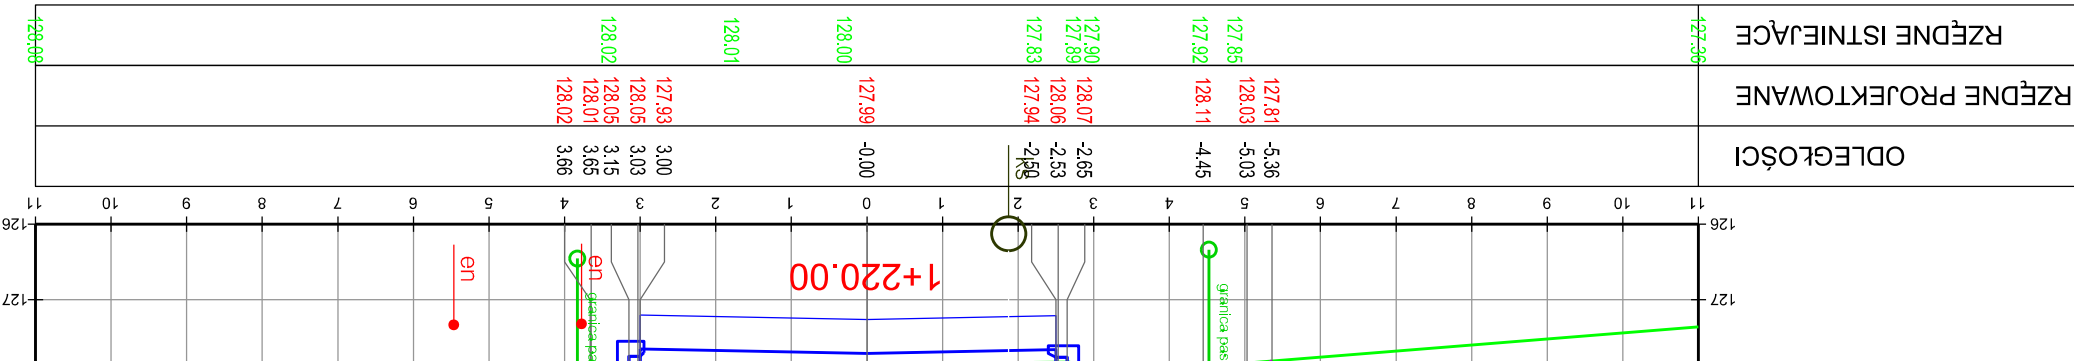 granica pas
granica pa
127 127
1+220.00
en en
126 126
11 10 9 8 7 6 5 4 3 2 1 0 1 2 3 4 5 6 7 8 9 10 11
ks
ODLEGŁOŚCI -5.36 -5.03 -4.45 -2.65 -2.53 -2.50 -0.00 3.00 3.03 3.15 3.65 3.66
RZĘDNE PROJEKTOWANE 127.81 128.03 128.11 128.07 128.06 127.94 127.99 127.93 128.05 128.05 128.01 128.02
RZĘDNE ISTNIEJĄCE 127.36 127.85 127.92 127.90 127.89 127.83 128.00 128.01 128.02 128.08